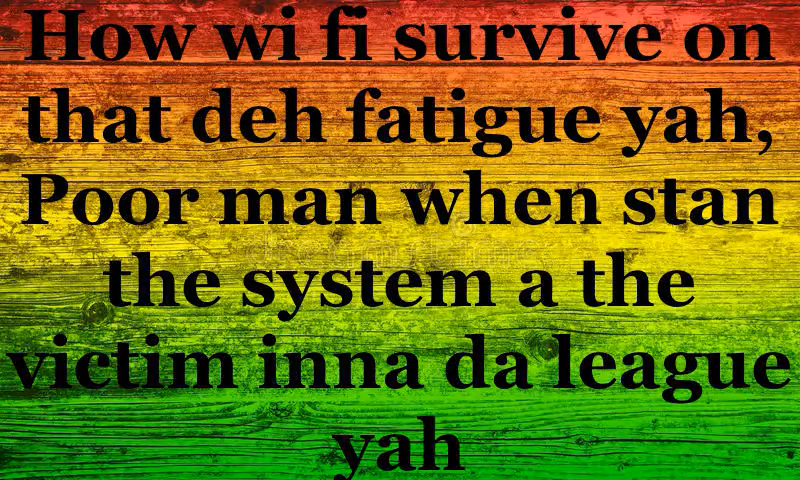 How wi fi survive on
that deh fatigue yah,
Poor man when stan
the system a the
victim inna da league
yah